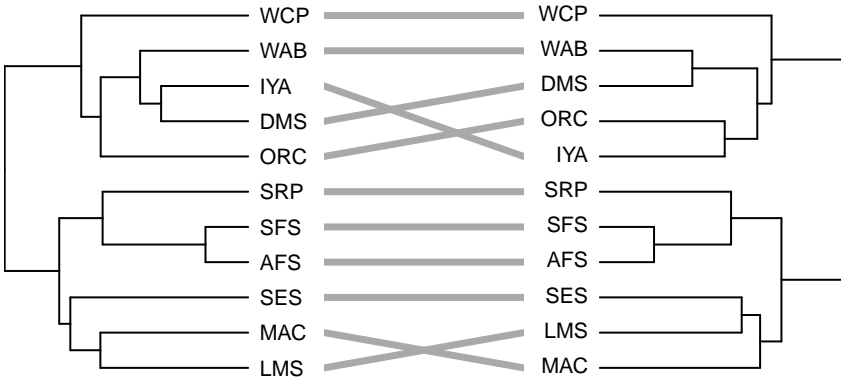 WCP WCP
WAB WAB
IYA DMS
DMS ORC
ORC IYA
SRP SRP
SFS SFS
AFS AFS
SES SES
MAC LMS
LMS MAC